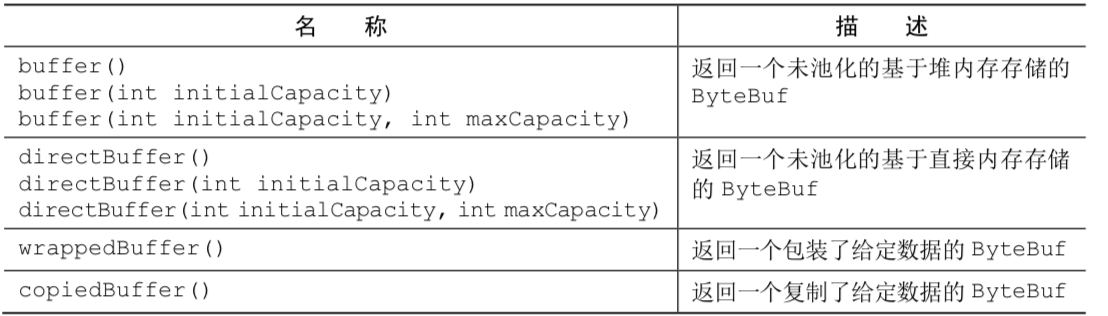 名 称 描 述
buffer() 返回一个未池化的基于堆内存存储的
buffer(int initialCapacity) ByteBuf
buffer(int initialCapacity, int maxCapacity)
directBuffer() 返回一个未池化的基于直接内存存储
directBuffer(int initialCapacity) 的 ByteBuf
directBuffer(int initialCapacity, int maxCapacity)
wrappedBuffer() 返回一个包装了给定数据的 ByteBuf
copiedBuffer() 返回一个复制了给定数据的 ByteBuf